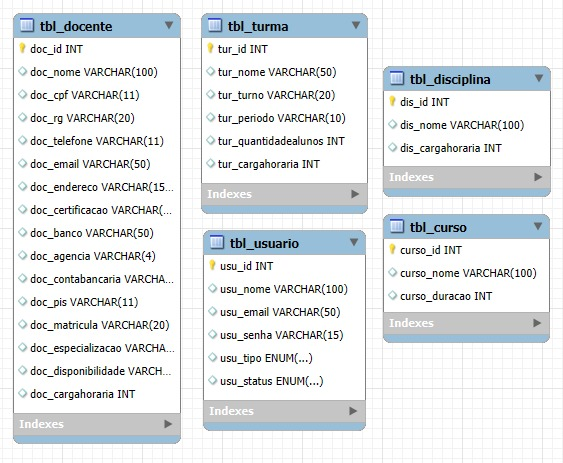 tbl_docente
doc_id INT
doc_nome VARCHAR(100)
doc_cpf VARCHAR(11)
doc_rg VARCHAR(20)
doc_telefone VARCHAR(11)
doc_email VARCHAR(50)
doc_endereco VARCHAR(15...
doc_certificacao VARCHAR(...
doc_banco VARCHAR(50)
doc_agencia VARCHAR(4)
doc_contabancaria VARCHA...
doc_pis VARCHAR(11)
doc_matricula VARCHAR(20)
doc_especializacao VARCHA...
doc_disponibilidade VARCH...
doc_cargahoraria INT
Indexes
tbl_turma
tur_id INT
tur_nome VARCHAR(50)
tur_turno VARCHAR(20)
tur_periodo VARCHAR(10)
tur_quantidadealunos INT
tur_cargahoraria INT
Indexes
tbl_usuario
usu_id INT
usu_nome VARCHAR(100)
usu_email VARCHAR(50)
usu_senha VARCHAR(15)
usu_tipo ENUM(...)
usu_status ENUM(...)
Indexes
tbl_disciplina
dis_id INT
dis_nome VARCHAR(100)
dis_cargahoraria INT
Indexes
tbl_curso
curso_id INT
curso_nome VARCHAR(100)
curso_duracao INT
Indexes